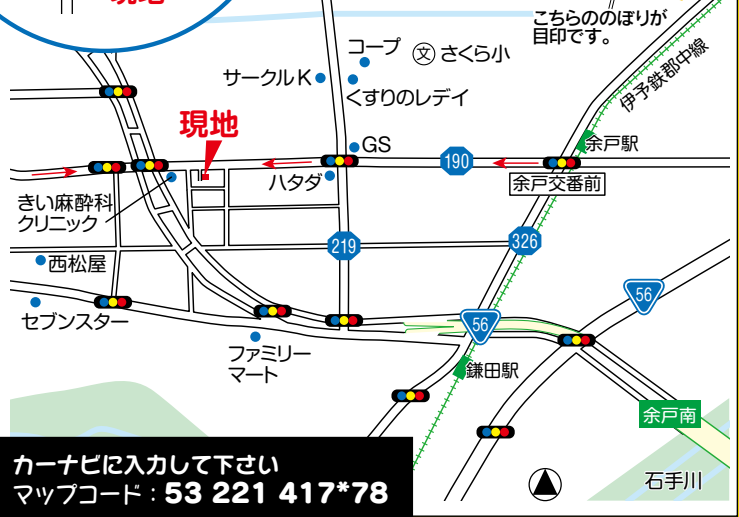 現地
こちらののぼりが
目印です。
コープ
文 さくら小
サークルK
くすりのレデイ
伊予鉄郡中線
現地
GS
余戸駅
190
ハタダ
余戸交番前
きい麻酔科
クリニック
219
326
西松屋
56
セブンスター
56
ファミリー
マート
鎌田駅
余戸南
石手川
カーナビに入力して下さい
マップコード：53 221 417*78